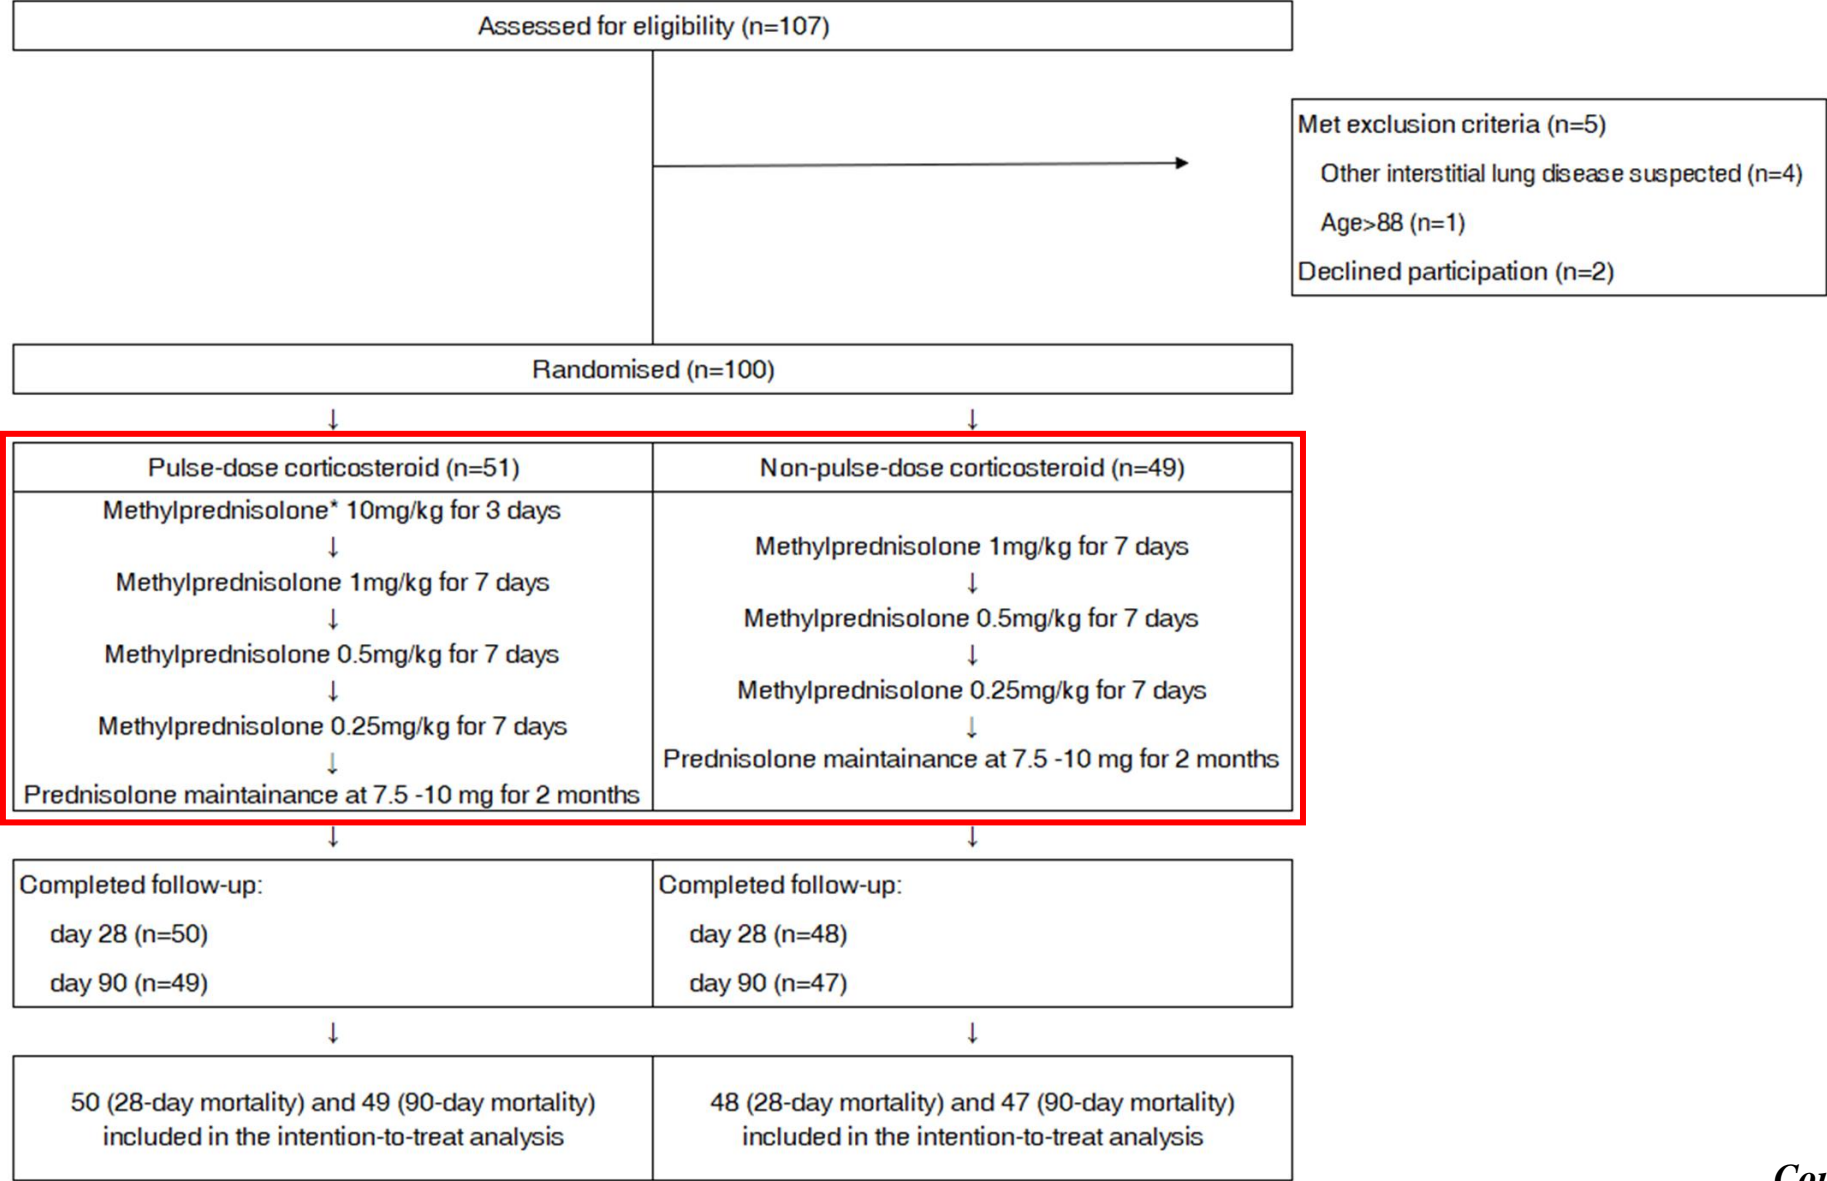 Assessed for eligibility (n=107)
Met exclusion criteria (n=5)
Other interstitial lung disease suspected (n=4)
Age>88 (n=1)
Declined participation (n=2)
Randomised (n=100)
↓ ↓
Pulse-dose corticosteroid (n=51)
Methylprednisolone* 10mg/kg for 3 days
↓
Methylprednisolone 1mg/kg for 7 days
↓
Methylprednisolone 0.5mg/kg for 7 days
↓
Methylprednisolone 0.25mg/kg for 7 days
↓
Prednisolone maintainance at 7.5 -10 mg for 2 months
Non-pulse-dose corticosteroid (n=49)
Methylprednisolone 1mg/kg for 7 days
↓
Methylprednisolone 0.5mg/kg for 7 days
↓
Methylprednisolone 0.25mg/kg for 7 days
↓
Prednisolone maintainance at 7.5 -10 mg for 2 months
↓ ↓
Completed follow-up:
day 28 (n=50)
day 90 (n=49)
Completed follow-up:
day 28 (n=48)
day 90 (n=47)
↓ ↓
50 (28-day mortality) and 49 (90-day mortality)
included in the intention-to-treat analysis
48 (28-day mortality) and 47 (90-day mortality)
included in the intention-to-treat analysis